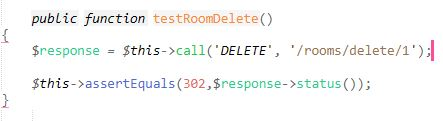 public function testRoomDelete()
{
$response = $this->call('DELETE', '/rooms/delete/1');
$this->assertEquals(302,$response->status());
}